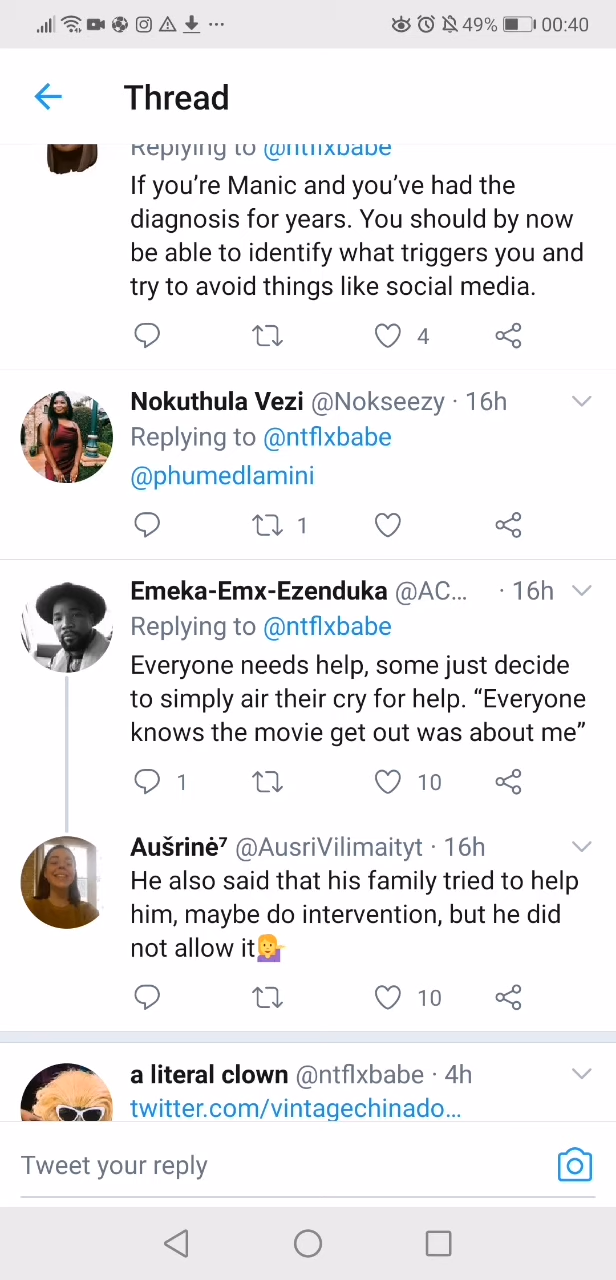 49% 00:40
Thread
Replying to @ntflxbabe
If you're Manic and you've had the
diagnosis for years. You should by now
be able to identify what triggers you and
try to avoid things like social media.
4
Nokuthula Vezi @Nokseezy · 16h
Replying to @ntflxbabe
@phumedlamini
1
Emeka-Emx-Ezenduka @AC... · 16h
Replying to @ntflxbabe
Everyone needs help, some just decide
to simply air their cry for help. “Everyone
knows the movie get out was about me”
1 10
Aušrinė⁷ @AusriVilimaityt · 16h
He also said that his family tried to help
him, maybe do intervention, but he did
not allow it💁‍♀️
10
a literal clown @ntflxbabe · 4h
twitter.com/vintagechinado...
Tweet your reply